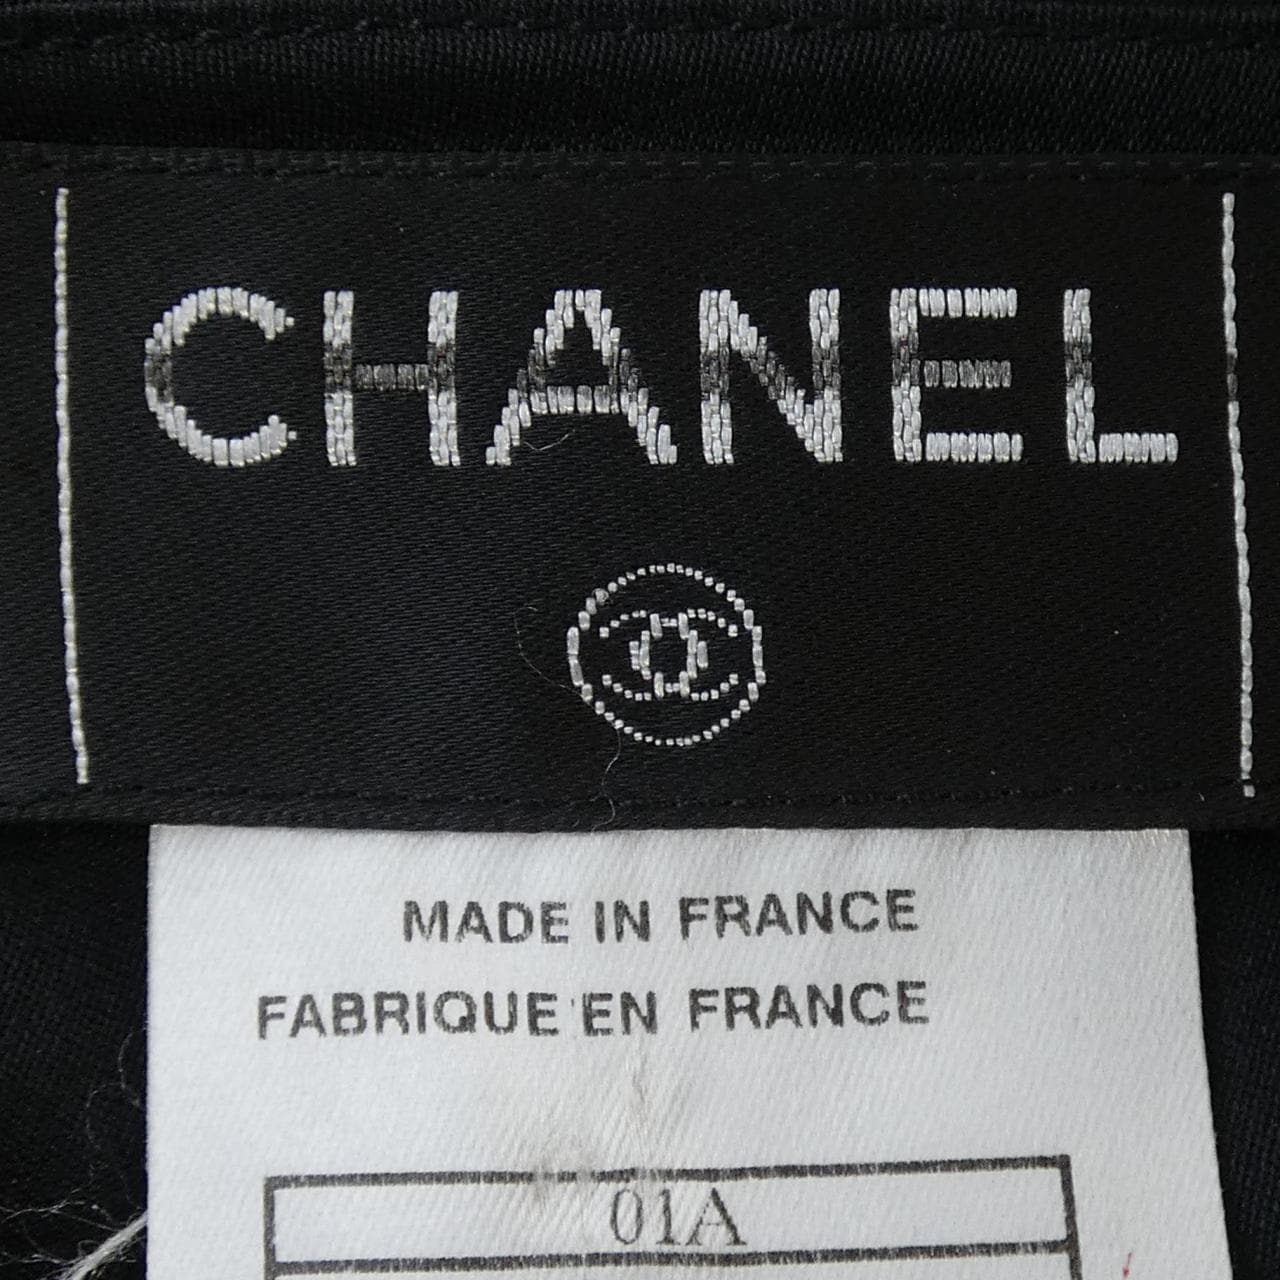 CHANEL
MADE IN FRANCE
FABRIQUE EN FRANCE
01A